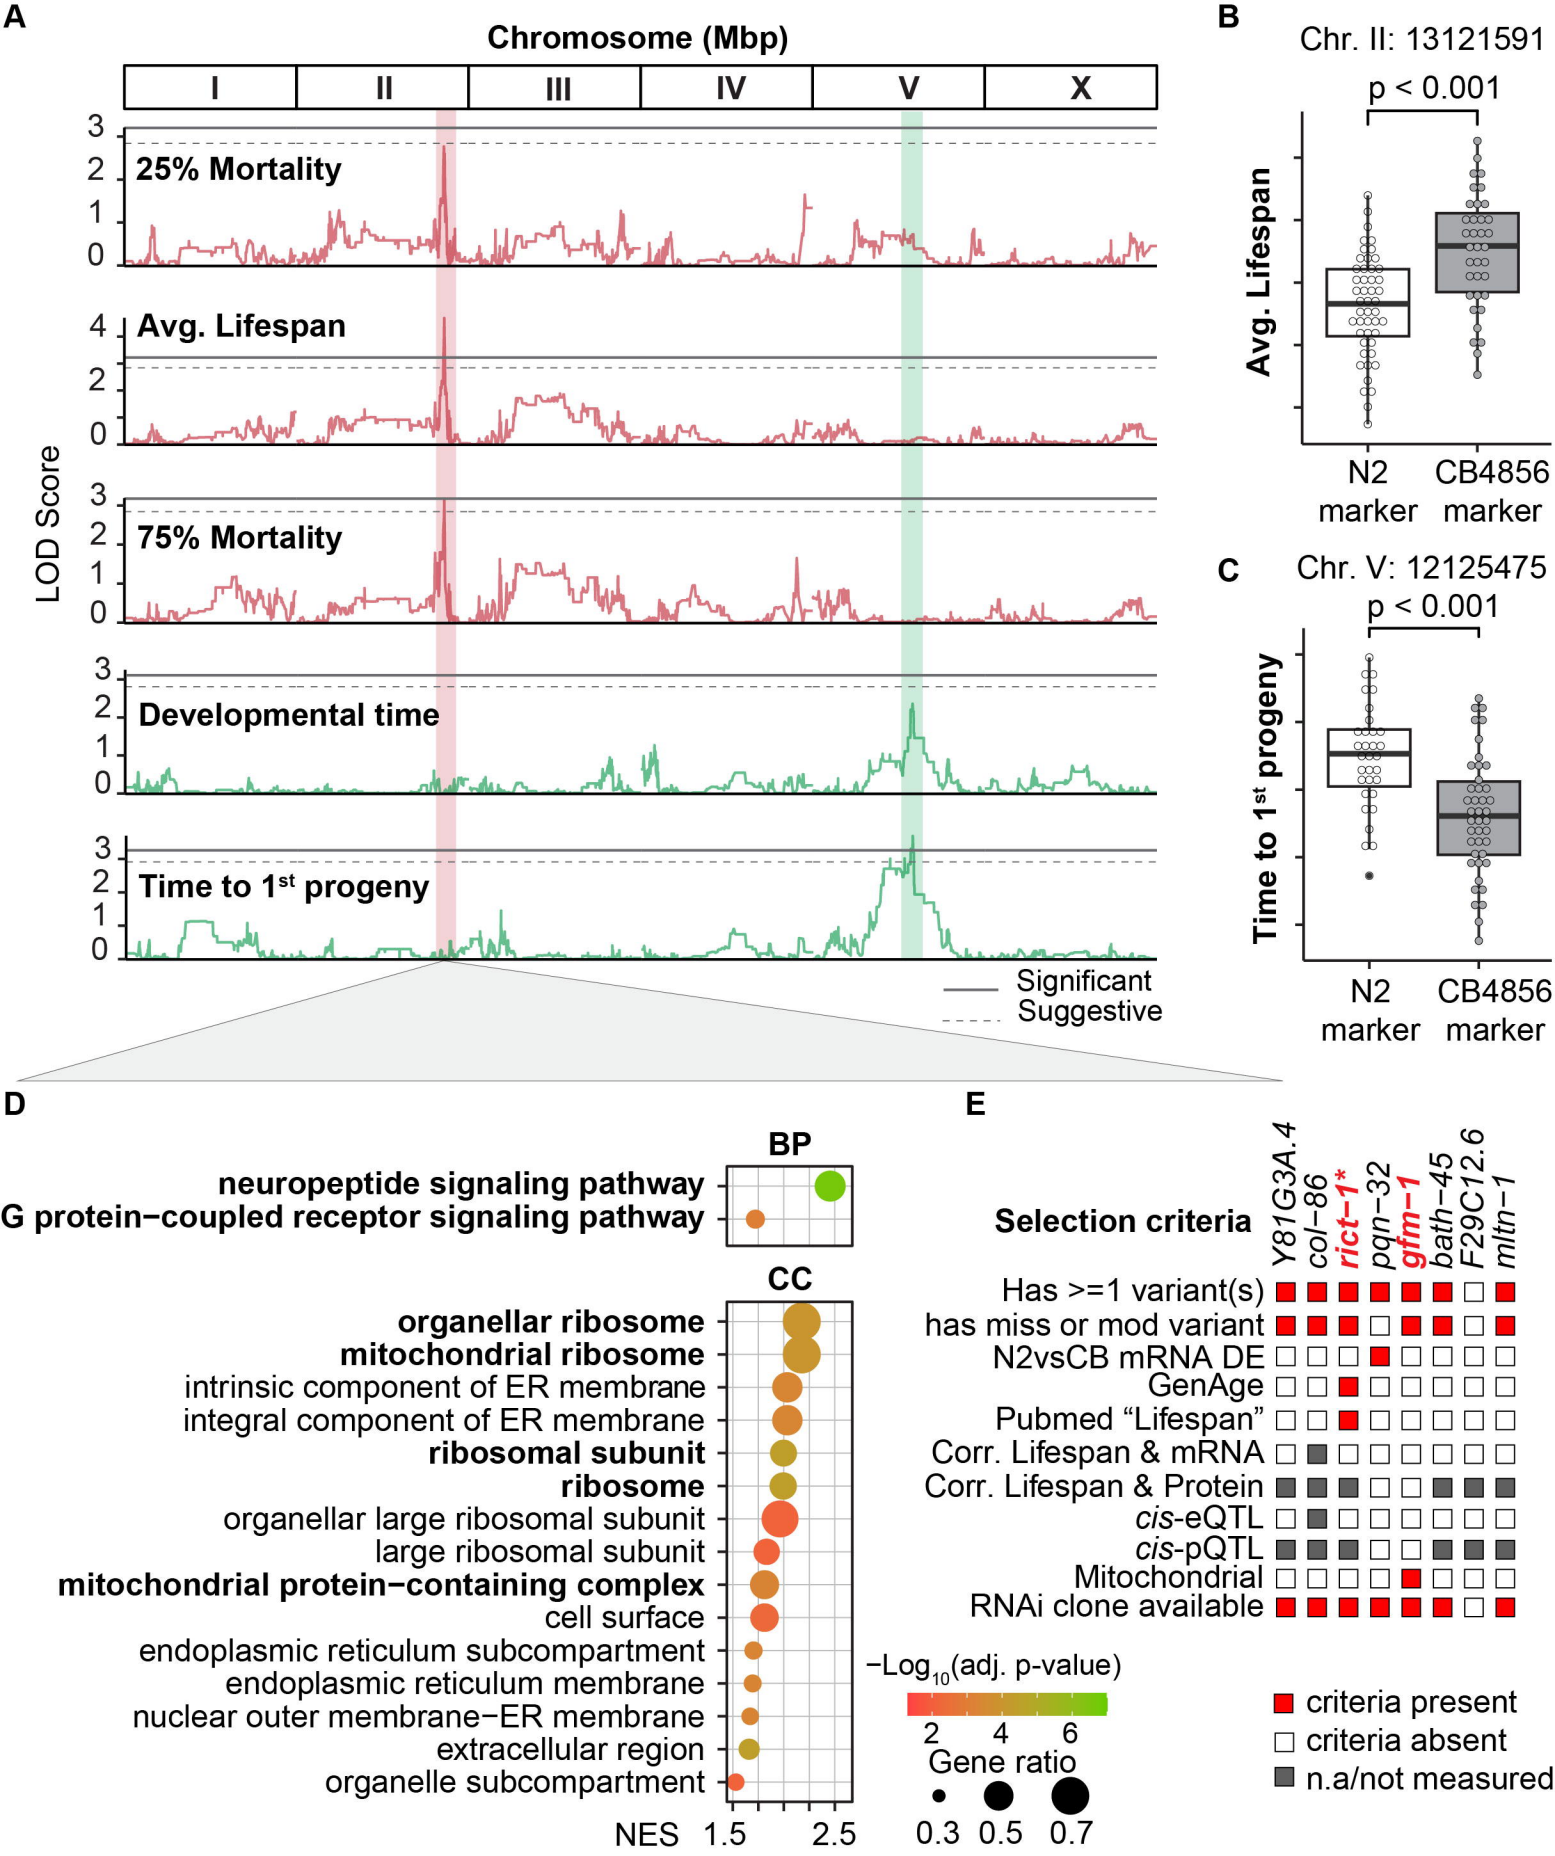 A
Chromosome (Mbp)
I II III IV V X
3
2
1
0
25% Mortality
4
2
0
Avg. Lifespan
3
2
1
0
75% Mortality
3
2
1
0
Developmental time
3
2
1
0
Time to 1st progeny
LOD Score
Significant
Suggestive
B
Chr. II: 13121591
p < 0.001
Avg. Lifespan
N2 marker
CB4856 marker
C
Chr. V: 12125475
p < 0.001
Time to 1st progeny
N2 marker
CB4856 marker
D
BP
neuropeptide signaling pathway
G protein−coupled receptor signaling pathway
CC
organellar ribosome
mitochondrial ribosome
intrinsic component of ER membrane
integral component of ER membrane
ribosomal subunit
ribosome
organellar large ribosomal subunit
large ribosomal subunit
mitochondrial protein−containing complex
cell surface
endoplasmic reticulum subcompartment
endoplasmic reticulum membrane
nuclear outer membrane−ER membrane
extracellular region
organelle subcompartment
NES 1.5 2.5
−Log10(adj. p-value)
2 4 6
Gene ratio
0.3 0.5 0.7
E
Selection criteria
Y81G3A.4
col−86
rict−1*
pqn−32
gfm−1
bath−45
F29C12.6
mltn−1
Has >=1 variant(s)
has miss or mod variant
N2vsCB mRNA DE
GenAge
Pubmed “Lifespan”
Corr. Lifespan & mRNA
Corr. Lifespan & Protein
cis-eQTL
cis-pQTL
Mitochondrial
RNAi clone available
criteria present
criteria absent
n.a/not measured